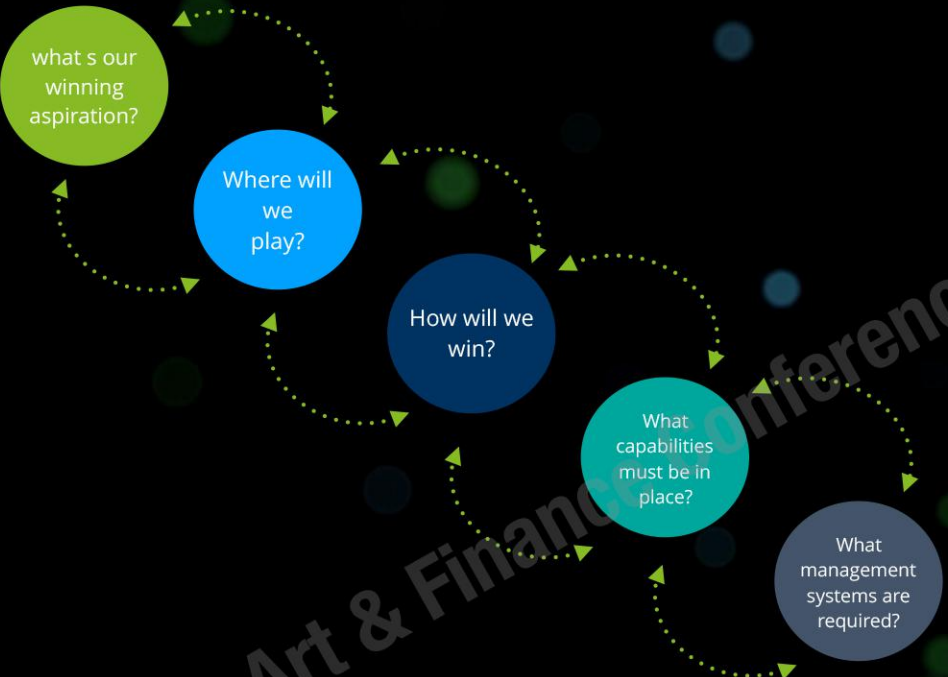 what s our
winning
aspiration?
Where will
we
play?
How will we
win?
What
capabilities
must be in
place?
What
management
systems are
required?
Art & Finance Conferenc